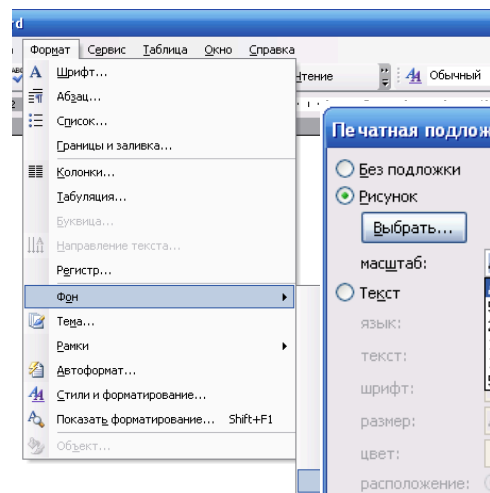 rd
Формат Сервис Таблица Окно Справка
Шрифт...
Чтение
Обычный
Абзац...
Список...
Границы и заливка...
Колонки...
Табуляция...
Буквица...
Направление текста...
Регистр...
Фон
Тема...
Рамки
Автоформат...
Стили и форматирование...
Показать форматирование... Shift+F1
Объект...
Печатная подлож
Без подложки
Рисунок
Выбрать...
масштаб:
Текст
язык:
текст:
шрифт:
размер:
цвет:
расположение: